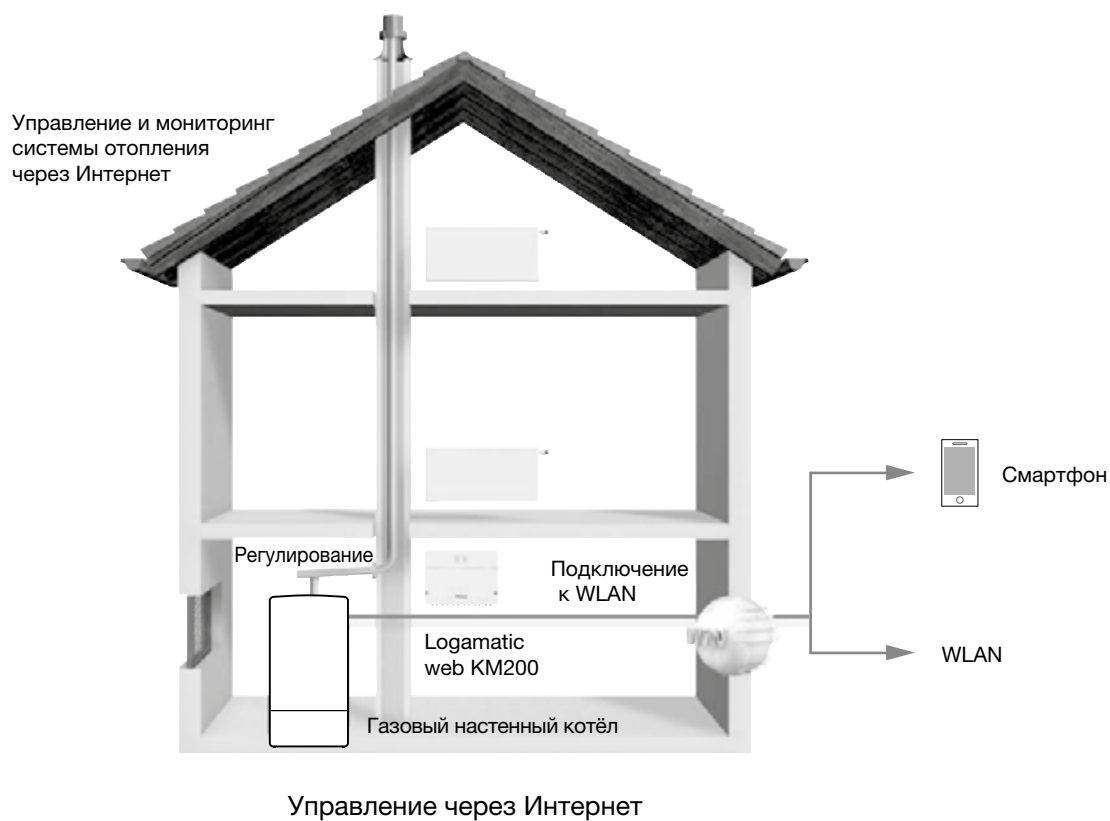 Управление и мониторинг
системы отопления
через Интернет
Смартфон
Регулирование
Подключение
к WLAN
Logamatic
web KM200
WLAN
Газовый настенный котёл
Управление через Интернет